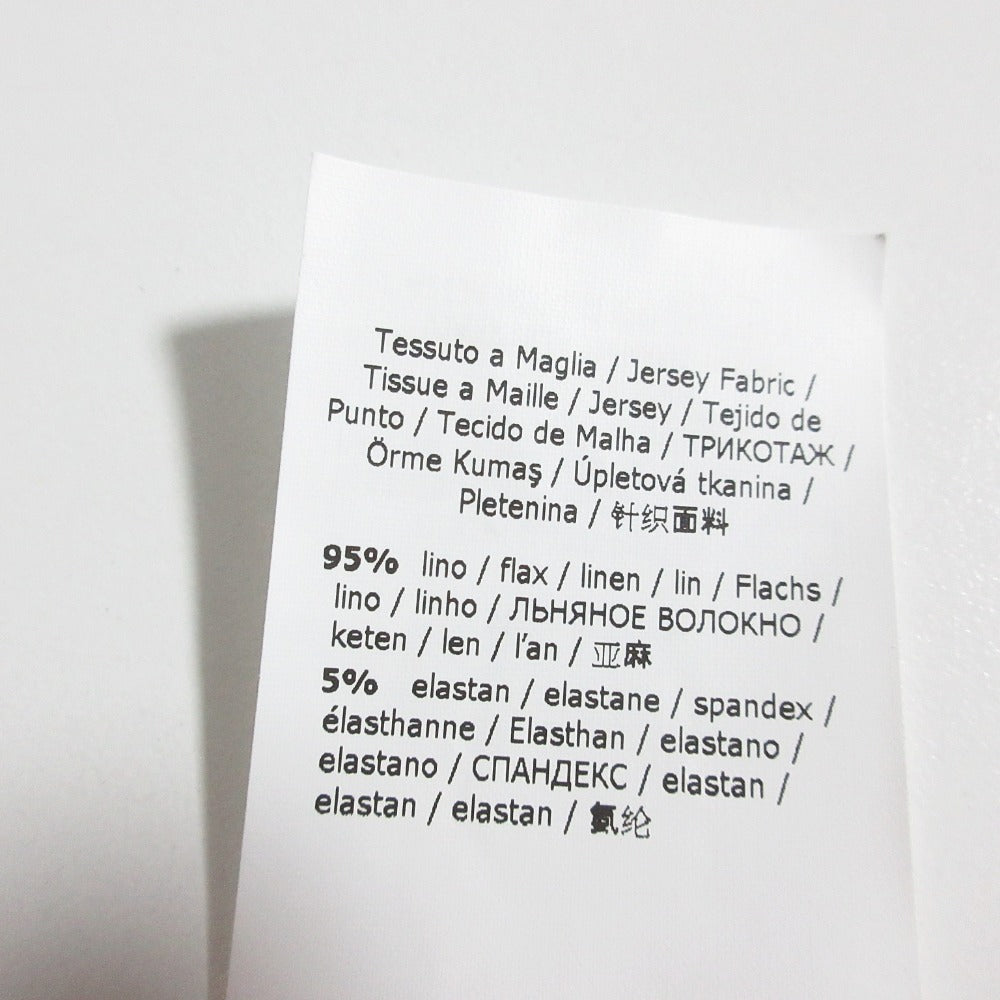 Tessuto a Maglia / Jersey Fabric /
Tissue a Maille / Jersey / Tejido de
Punto / Tecido de Malha / ТРИКОТАЖ /
Örme Kumaş / Úpletová tkanina /
Pletenina / 针织面料
95% lino / flax / linen / lin / Flachs /
lino / linho / ЛЬНЯНОЕ ВОЛОКНО /
keten / len / l'an / 亚麻
5% elastan / elastane / spandex /
élasthanne / Elasthan / elastano /
elastano / СПАНДЕКС / elastan /
elastan / elastan / 氨纶